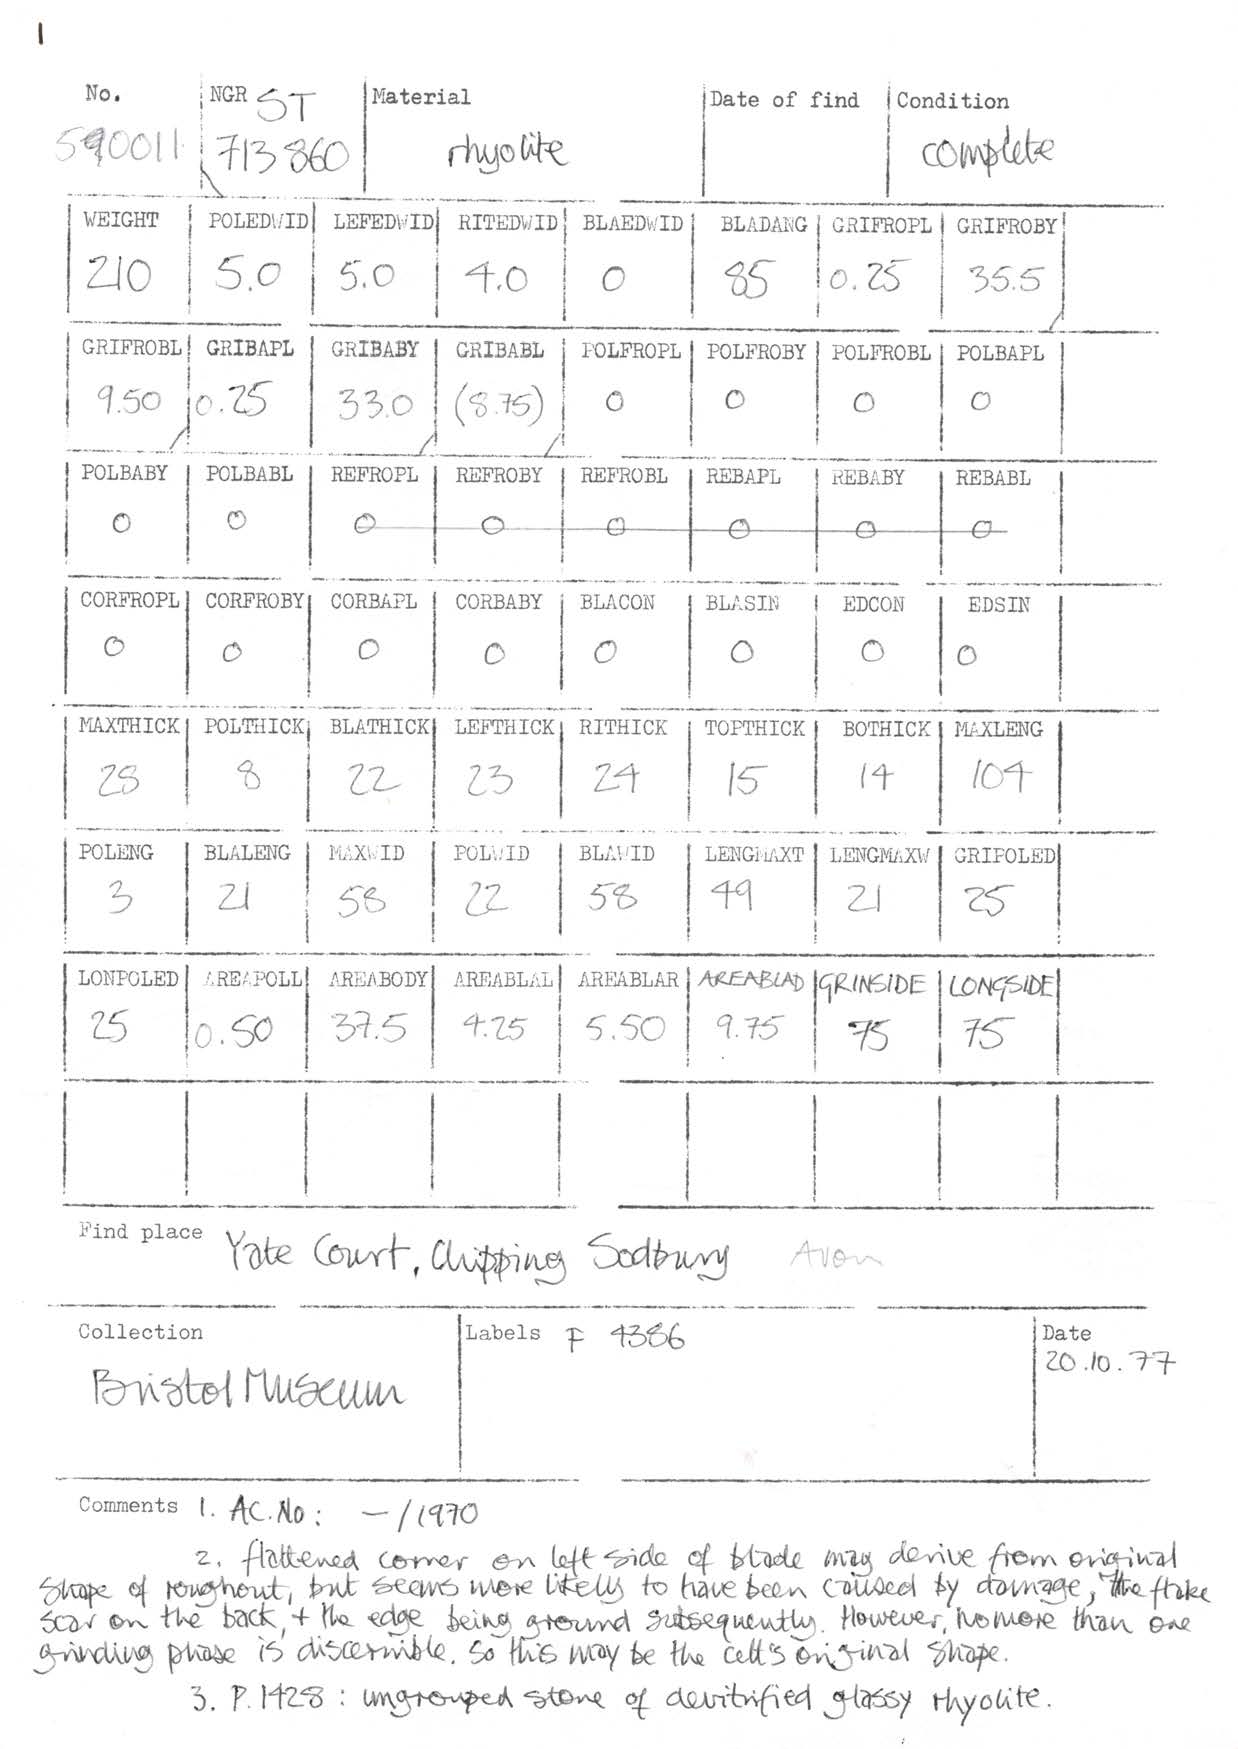 1
No. NGR ST Material Date of find Condition
590011 713860 rhyolite complete
WEIGHT POLEDWID LEFEDWID RITEDWID BLAEDWID BLADANG GRIFROPL GRIFROBY
210 5.0 5.0 4.0 0 85 0.25 35.5
GRIFROBL GRIBAPL GRIBABY GRIBABL POLFROPL POLFROBY POLFROBL POLBAPL
9.50 0.25 33.0 (8.75) 0 0 0 0
POLBABY POLBABL REFROPL REFROBY REFROBL REBAPL REBABY REBABL
0 0 0 0 0 0 0 0
CORFROPL CORFROBY CORBAPL CORBABY BLACON BLASIN EDCON EDSIN
0 0 0 0 0 0 0 0
MAXTHICK POLTHICK BLATHICK LEFTHICK RITHICK TOPTHICK BOTHICK MAXLENG
28 8 22 23 24 15 14 104
POLENG BLALENG MAXWID POLWID BLAWID LENGMAXT LENGMAXW GRIPOLED
3 21 58 22 58 49 21 25
LONPOLED AREAPOLL AREABODY AREABLAL AREABLAR AREABLAD GRINSIDE LONGSIDE
25 0.50 37.5 4.25 5.50 9.75 75 75
Find place Yate Court, Chipping Sodbury Avon
Collection Labels F 4386 Date
20.10.77
Bristol Museum
Comments 1. AC.No: -/1970
2. flattened corner on left side of blade may derive from original
shape of roughout, but seems more likely to have been caused by damage, the flake
scar on the back, + the edge being ground subsequently. However, no more than one
grinding phase is discernible. So this may be the celt's original shape.
3. P.1428 : ungrouped stone of devitrified glassy rhyolite.